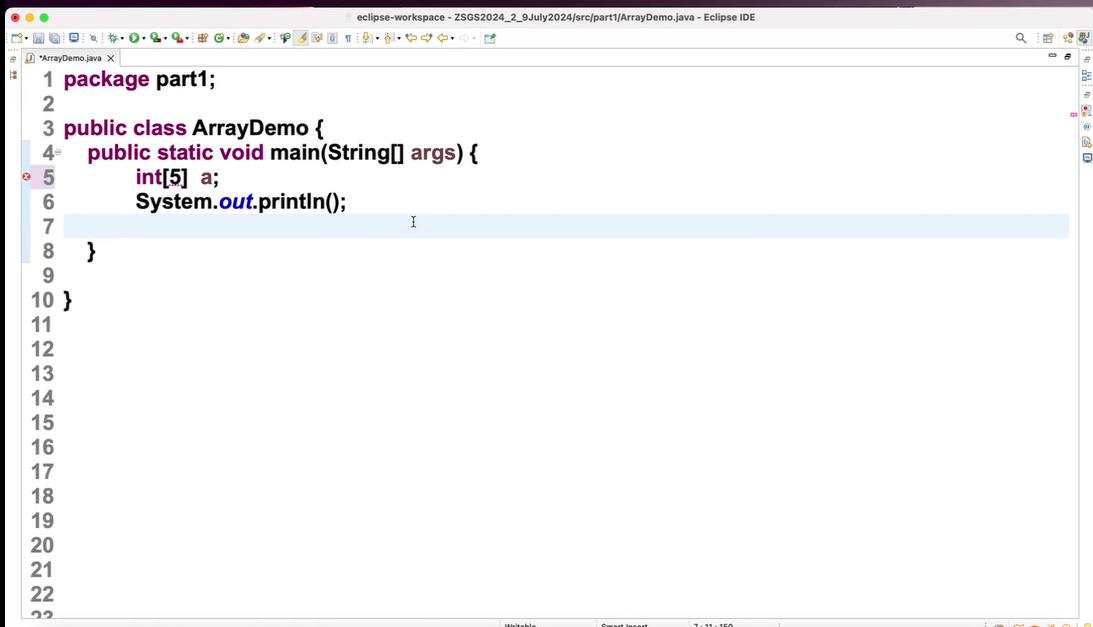 eclipse-workspace - ZSGS2024_2_9July2024/src/part1/ArrayDemo.java - Eclipse IDE
*ArrayDemo.java
1 package part1;
2
3 public class ArrayDemo {
4 public static void main(String[] args) {
5 int[5] a;
6 System.out.println();
7
8 }
9
10 }
11
12
13
14
15
16
17
18
19
20
21
22
23
Writable Smart Insert 7 : 11 : 150